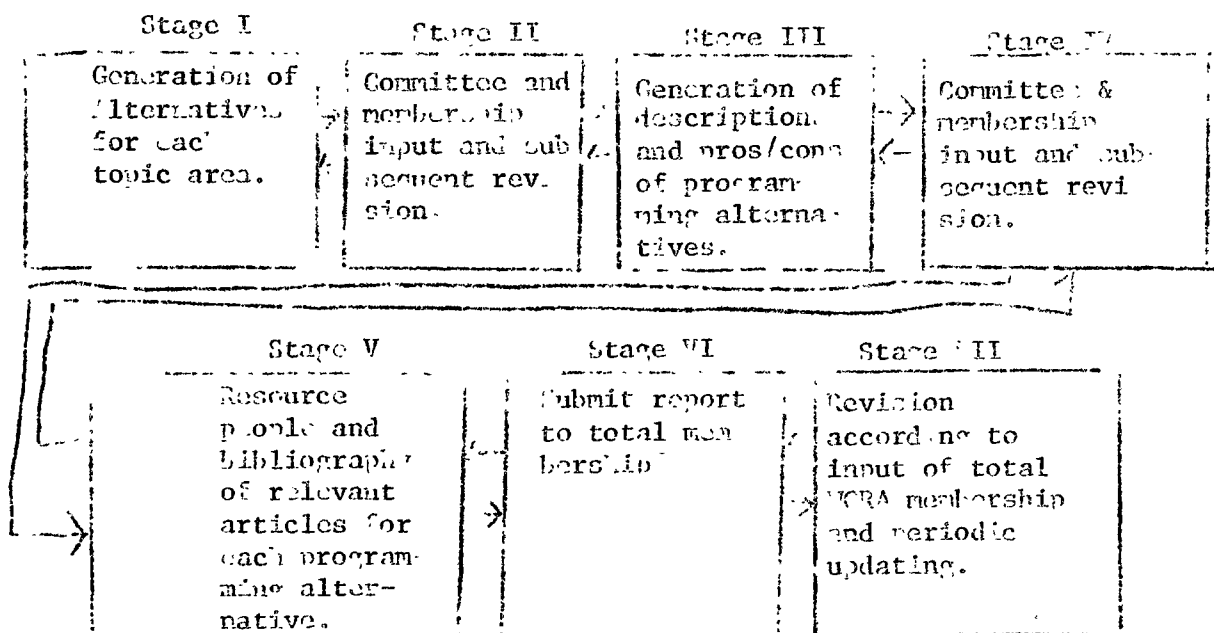 Stage I
Stage II
Stage III
Stage
Generation of
for each
topic area.
Committee and
membership
input and sub
sequent rev.
sion.
Generation of
description
and pros/cons
of program-
ming alterna-
tives.
Committee &
membership
input and sub-
sequent revi
sion.
Stage V
Stage VI
Stage VII
Resource
people and
bibliography
of relevant
articles for
each program-
ming alter-
native.
Submit report
to total mem
bership
Revision
according to
input of total
membership
and periodic
updating.